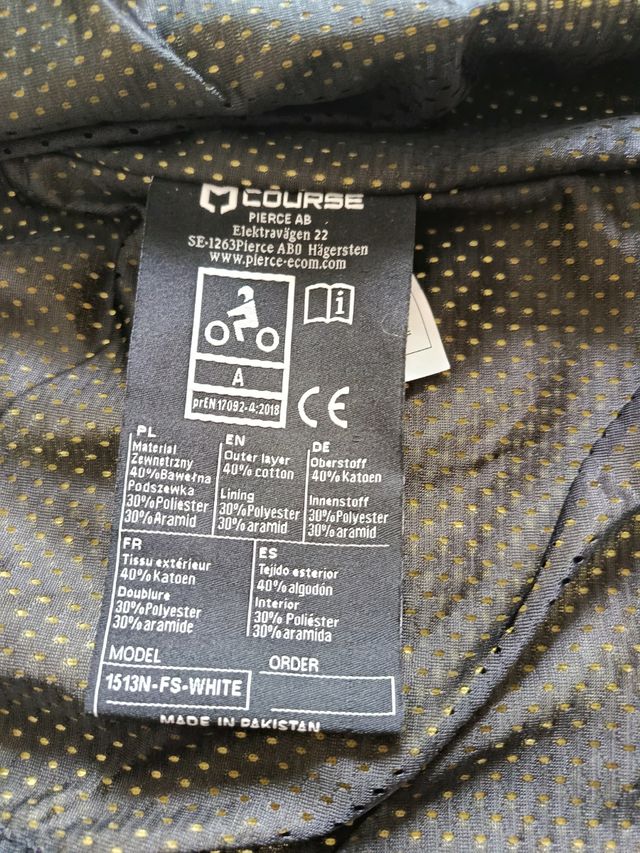 COURSE
PIERCE AB
Elektravägen 22
SE-1263Pierce AB0 Hägersten
www.pierce-ecom.com
i
A
prEN17092-4:2018
CE
PL
Material
Zewnetrzny
40%Bawełna
Podszewka
30%Poliester
30%Aramid
EN
Outer layer
40% cotton
Lining
30%Polyester
30% aramid
DE
Oberstoff
40% Katoen
Innenstoff
30%Polyester
30% aramid
FR
Tissu extérieur
40% Katoen
Doublure
30%Polyester
30% aramide
ES
Tejido esterior
40% algodón
Interior
30% Poliéster
30% aramida
MODEL
1513N-FS-WHITE
ORDER
MADE IN PAKISTAN